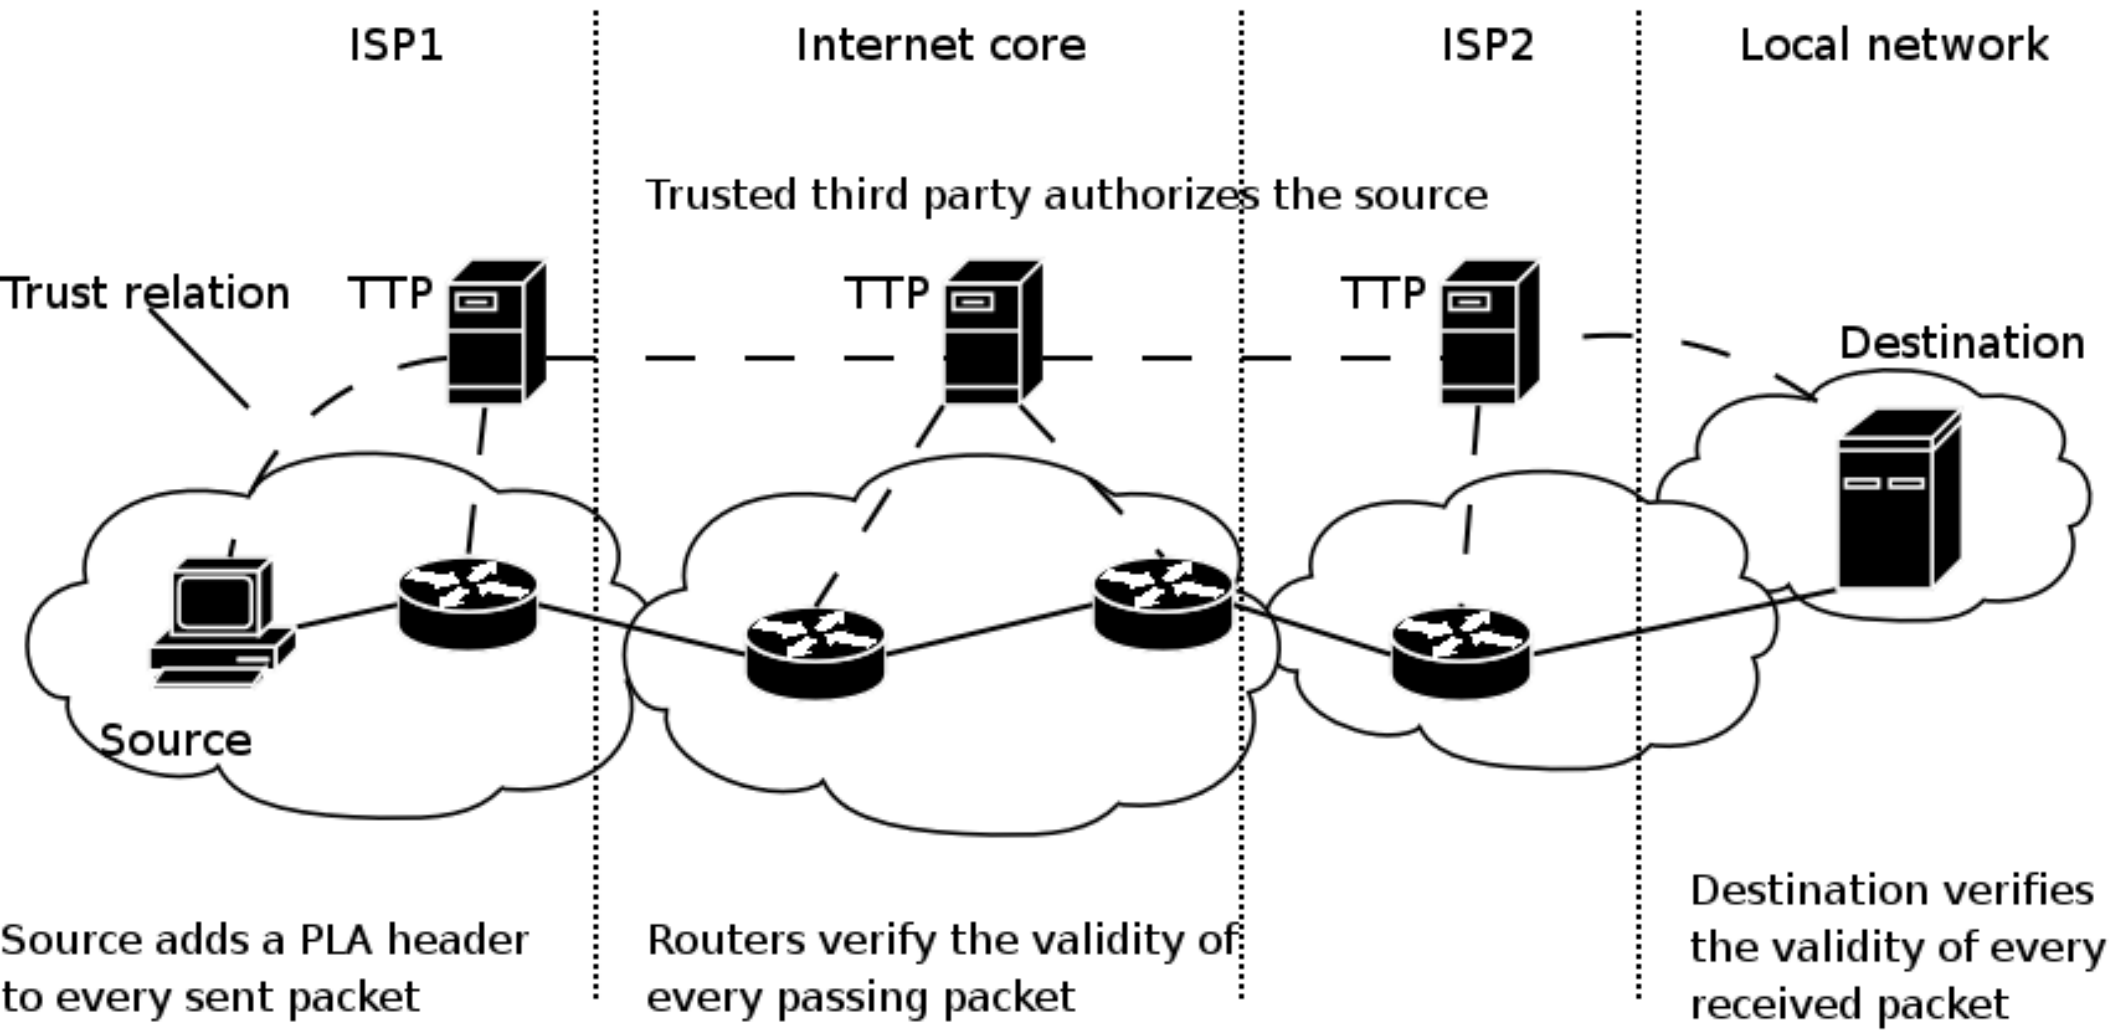 ISP1
Internet core
ISP2
Local network
Trusted third party authorizes the source
Trust relation
TTP
TTP
TTP
Destination
Source
Source adds a PLA header
to every sent packet
Routers verify the validity of
every passing packet
Destination verifies
the validity of every
received packet